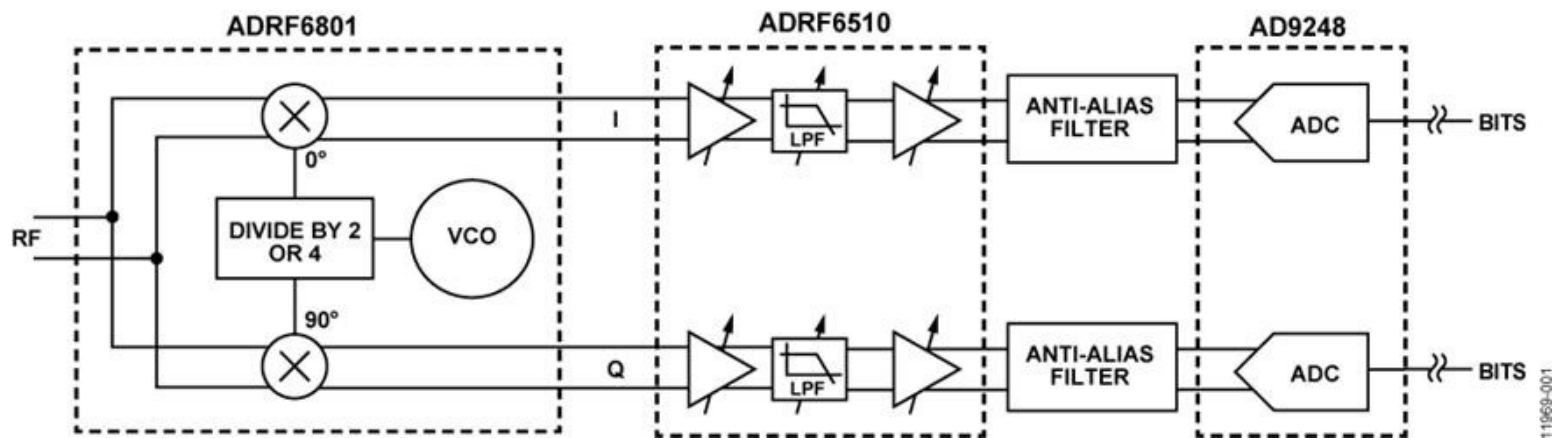 ADRF6801
ADRF6510
AD9248
I
LPF
ANTI-ALIAS
FILTER
ADC
BITS
0°
RF
DIVIDE BY 2
OR 4
VCO
90°
Q
LPF
ANTI-ALIAS
FILTER
ADC
BITS
11969-001